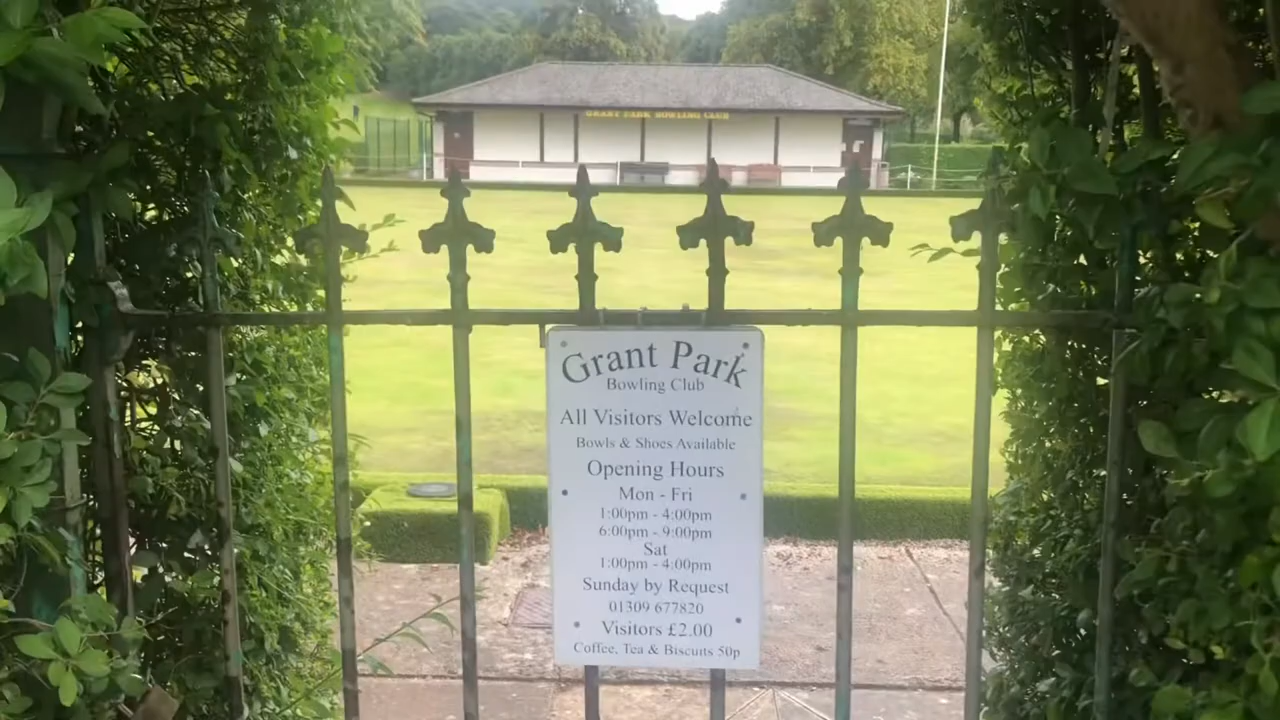 GRANT PARK BOWLING CLUB
Grant Park
Bowling Club
All Visitors Welcome
Bowls & Shoes Available
Opening Hours
Mon - Fri
1:00pm - 4:00pm
6:00pm - 9:00pm
Sat
1:00pm - 4:00pm
Sunday by Request
01309 677820
Visitors £2.00
Coffee, Tea & Biscuits 50p